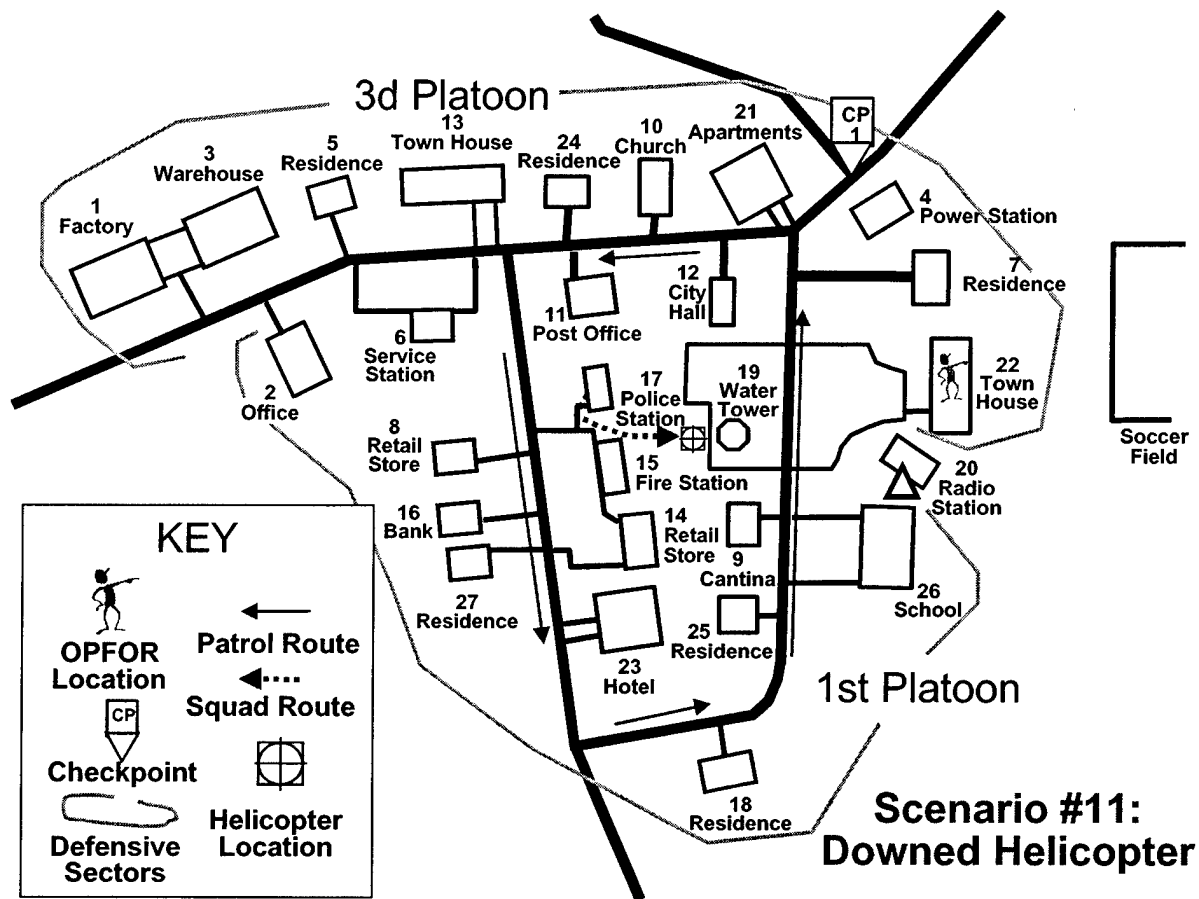 3d Platoon
CP
1
21
Apartments
10
Church
13
Town House
24
Residence
5
Residence
3
Warehouse
1
Factory
4
Power Station
7
Residence
12
City
Hall
11
Post Office
6
Service
Station
2
Office
22
Town
House
19
Water
Tower
17
Police
Station
Soccer
Field
8
Retail
Store
15
Fire Station
20
Radio
Station
16
Bank
14
Retail
Store
9
Cantina
26
School
27
Residence
25
Residence
23
Hotel
1st Platoon
18
Residence
KEY
OPFOR
Location
Patrol Route
Squad Route
CP
Checkpoint
Helicopter
Location
Defensive
Sectors
Scenario #11:
Downed Helicopter